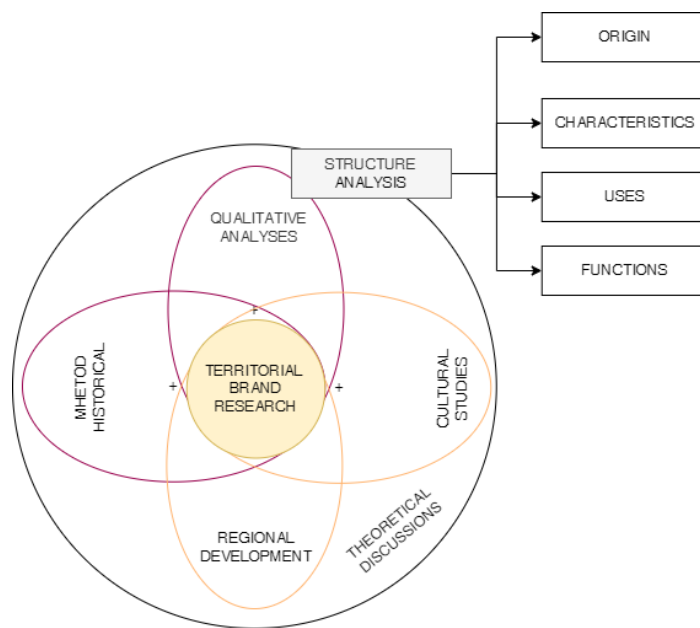 ORIGIN
CHARACTERISTICS
USES
FUNCTIONS
STRUCTURE
ANALYSIS
QUALITATIVE
ANALYSES
MHETOD
HISTORICAL
+
+
+
TERRITORIAL
BRAND
RESEARCH
CULTURAL
STUDIES
REGIONAL
DEVELOPMENT
THEORETICAL
DISCUSSIONS